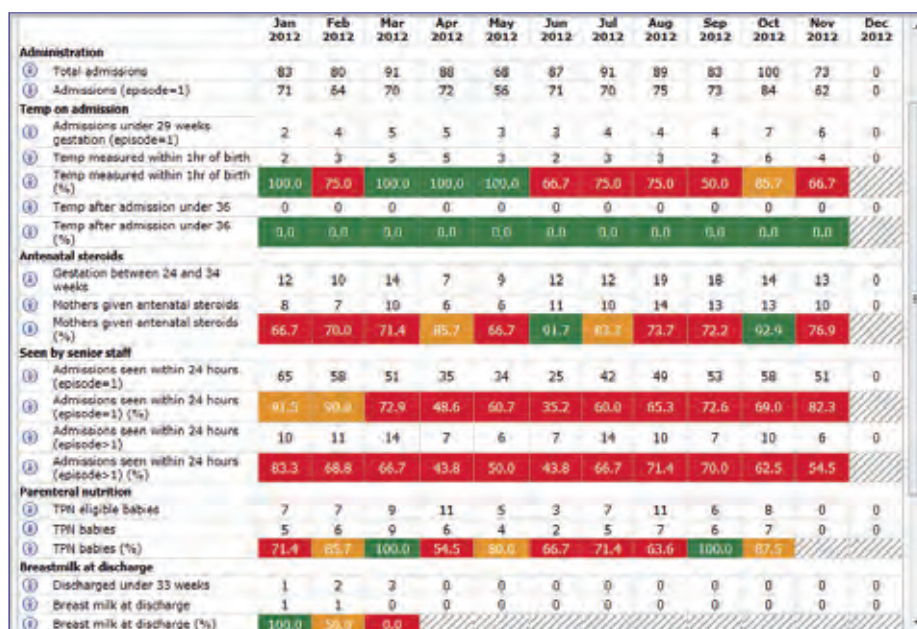 Jan Feb Mar Apr May Jun Jul Aug Sep Oct Nov Dec
2012 2012 2012 2012 2012 2012 2012 2012 2012 2012 2012 2012
Administration
Total admissions 83 80 91 88 68 87 91 89 83 100 73 0
Admissions (episode=1) 71 64 70 72 56 71 70 75 73 84 62 0
Temp on admission
Admissions under 29 weeks
gestation (episode=1) 2 4 5 5 3 3 4 4 4 7 6 0
Temp measured within 1hr of birth 2 3 5 5 3 2 3 3 2 6 4 0
Temp measured within 1hr of birth
(%) 100.0 75.0 100.0 100.0 100.0 66.7 75.0 75.0 50.0 85.7 66.7
Temp after admission under 36 0 0 0 0 0 0 0 0 0 0 0 0
Temp after admission under 36
(%) 0.0 0.0 0.0 0.0 0.0 0.0 0.0 0.0 0.0 0.0 0.0
Antenatal steroids
Gestation between 24 and 34
weeks 12 10 14 7 9 12 12 19 18 14 13 0
Mothers given antenatal steroids 8 7 10 6 6 11 10 14 13 13 10 0
Mothers given antenatal steroids
(%) 66.7 70.0 71.4 85.7 66.7 91.7 83.3 73.7 72.2 92.9 76.9
Seen by senior staff
Admissions seen within 24 hours
(episode=1) 65 58 51 35 34 25 42 49 53 58 51 0
Admissions seen within 24 hours
(episode=1) (%) 91.5 90.6 72.9 48.6 60.7 35.2 60.0 65.3 72.6 69.0 82.3
Admissions seen within 24 hours
(episode>1) 10 11 14 7 6 7 14 10 7 10 6 0
Admissions seen within 24 hours
(episode>1) (%) 83.3 68.8 66.7 43.8 50.0 43.8 66.7 71.4 70.0 62.5 54.5
Parenteral nutrition
TPN eligible babies 7 7 9 11 5 3 7 11 6 8 0 0
TPN babies 5 6 9 6 4 2 5 7 6 7 0 0
TPN babies (%) 71.4 85.7 100.0 54.5 80.0 66.7 71.4 63.6 100.0 87.5
Breastmilk at discharge
Discharged under 33 weeks 1 2 3 0 0 0 0 0 0 0 0 0
Breast milk at discharge 1 1 0 0 0 0 0 0 0 0 0 0
Breast milk at discharge (%) 100.0 50.0 0.0